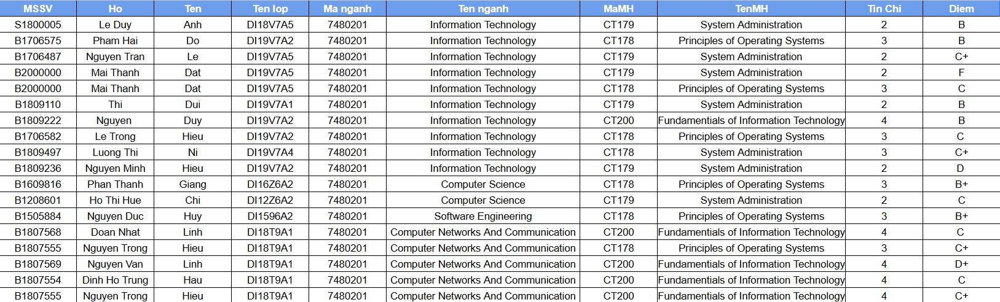 MSSV Ho Ten Ten lop Ma nganh Ten nganh MaMH TenMH Tin Chi Diem
S1800005 Le Duy Anh DI18V7A5 7480201 Information Technology CT179 System Administration 2 B
B1706575 Pham Hai Do DI19V7A2 7480201 Information Technology CT178 Principles of Operating Systems 3 B
B1706487 Nguyen Tran Le DI19V7A5 7480201 Information Technology CT179 System Administration 2 C+
B2000000 Mai Thanh Dat DI19V7A5 7480201 Information Technology CT179 System Administration 2 F
B2000000 Mai Thanh Dat DI19V7A5 7480201 Information Technology CT178 Principles of Operating Systems 3 C
B1809110 Thi Dui DI19V7A1 7480201 Information Technology CT179 System Administration 2 B
B1809222 Nguyen Duy DI19V7A2 7480201 Information Technology CT200 Fundamentials of Information Technology 4 B
B1706582 Le Trong Hieu DI19V7A2 7480201 Information Technology CT178 Principles of Operating Systems 3 C
B1809497 Luong Thi Ni DI19V7A4 7480201 Information Technology CT178 System Administration 3 C+
B1809236 Nguyen Minh Hieu DI19V7A2 7480201 Information Technology CT179 System Administration 2 D
B1609816 Phan Thanh Giang DI16Z6A2 7480201 Computer Science CT178 Principles of Operating Systems 3 B+
B1208601 Ho Thi Hue Chi DI12Z6A2 7480201 Computer Science CT179 System Administration 2 C
B1505884 Nguyen Duc Huy DI1596A2 7480201 Software Engineering CT178 Principles of Operating Systems 3 B+
B1807568 Doan Nhat Linh DI18T9A1 7480201 Computer Networks And Communication CT200 Fundamentials of Information Technology 4 C
B1807555 Nguyen Trong Hieu DI18T9A1 7480201 Computer Networks And Communication CT178 Principles of Operating Systems 3 C+
B1807569 Nguyen Van Linh DI18T9A1 7480201 Computer Networks And Communication CT200 Fundamentials of Information Technology 4 D+
B1807554 Dinh Ho Trung Hau DI18T9A1 7480201 Computer Networks And Communication CT200 Fundamentials of Information Technology 4 C
B1807555 Nguyen Trong Hieu DI18T9A1 7480201 Computer Networks And Communication CT200 Fundamentials of Information Technology 4 C+